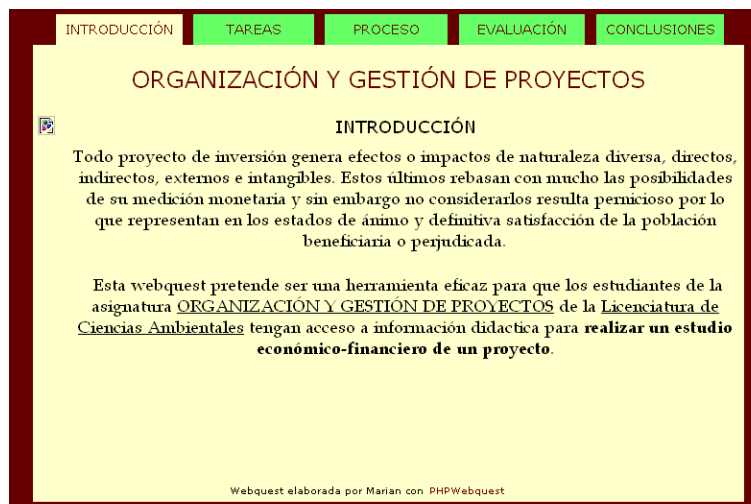 INTRODUCCIÓN TAREAS PROCESO EVALUACIÓN CONCLUSIONES
ORGANIZACIÓN Y GESTIÓN DE PROYECTOS
INTRODUCCIÓN
Todo proyecto de inversión genera efectos o impactos de naturaleza diversa, directos,
indirectos, externos e intangibles. Estos últimos rebasan con mucho las posibilidades
de su medición monetaria y sin embargo no considerarlos resulta pernicioso por lo
que representan en los estados de ánimo y definitiva satisfacción de la población
beneficiaria o perjudicada.
Esta webquest pretende ser una herramienta eficaz para que los estudiantes de la
asignatura ORGANIZACIÓN Y GESTIÓN DE PROYECTOS de la Licenciatura de
Ciencias Ambientales tengan acceso a información didactica para realizar un estudio
económico-financiero de un proyecto.
Webquest elaborada por Marian con PHPWebquest